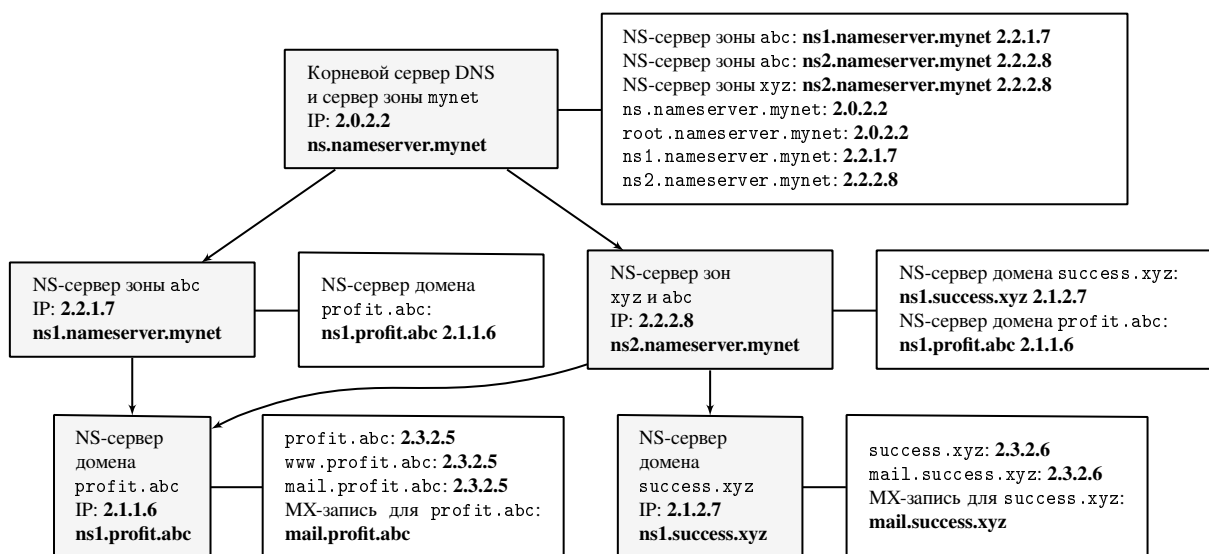 Корневой сервер DNS
и сервер зоны mynet
IP: 2.0.2.2
ns.nameserver.mynet
NS-сервер зоны abc: ns1.nameserver.mynet 2.2.1.7
NS-сервер зоны abc: ns2.nameserver.mynet 2.2.2.8
NS-сервер зоны xyz: ns2.nameserver.mynet 2.2.2.8
ns.nameserver.mynet: 2.0.2.2
root.nameserver.mynet: 2.0.2.2
ns1.nameserver.mynet: 2.2.1.7
ns2.nameserver.mynet: 2.2.2.8
NS-сервер зоны abc
IP: 2.2.1.7
ns1.nameserver.mynet
NS-сервер домена
profit.abc:
ns1.profit.abc 2.1.1.6
NS-сервер зон
xyz и abc
IP: 2.2.2.8
ns2.nameserver.mynet
NS-сервер домена success.xyz:
ns1.success.xyz 2.1.2.7
NS-сервер домена profit.abc:
ns1.profit.abc 2.1.1.6
NS-сервер
домена
profit.abc
IP: 2.1.1.6
ns1.profit.abc
profit.abc: 2.3.2.5
www.profit.abc: 2.3.2.5
mail.profit.abc: 2.3.2.5
MX-запись для profit.abc:
mail.profit.abc
NS-сервер
домена
success.xyz
IP: 2.1.2.7
ns1.success.xyz
success.xyz: 2.3.2.6
mail.success.xyz: 2.3.2.6
MX-запись для success.xyz:
mail.success.xyz